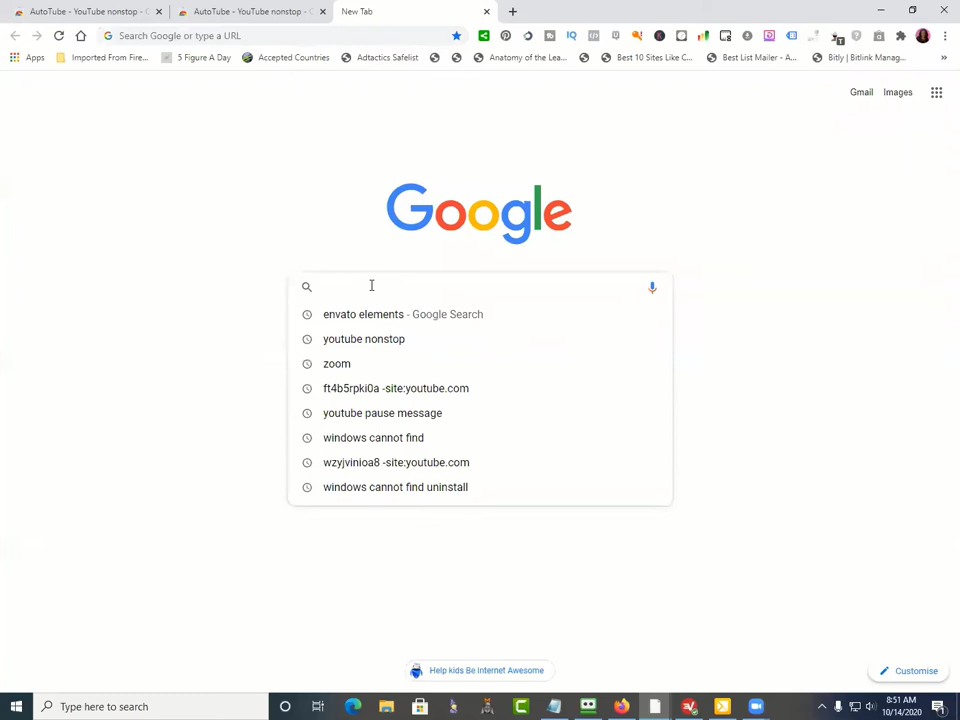 AutoTube - YouTube nonstop - C
AutoTube - YouTube nonstop - C
New Tab
Search Google or type a URL
Apps
Imported From Fire...
5 Figure A Day
Accepted Countries
Adtactics Safelist
Anatomy of the Lea...
Best 10 Sites Like C...
Best List Mailer - A...
Bitly | Bitlink Manag...
Gmail
Images
Google
envato elements - Google Search
youtube nonstop
zoom
ft4b5rpki0a -site:youtube.com
youtube pause message
windows cannot find
wzyjvinioa8 -site:youtube.com
windows cannot find uninstall
Help kids Be Internet Awesome
Customise
Type here to search
8:51 AM
10/14/2020